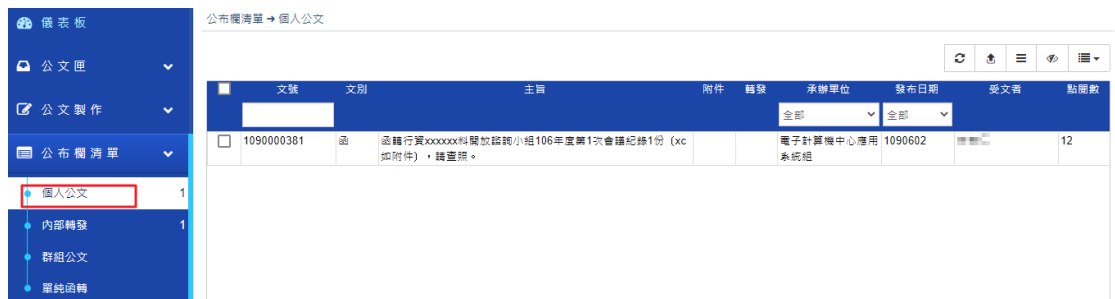 儀表板
公文匣
公文製作
公布欄清單
個人公文 1
內部轉發 1
群組公文
單純函轉
公布欄清單 → 個人公文
文號 文別 主旨 附件 轉發 承辦單位 發布日期 受文者 點閱數
全部 全部
1090000381 函 函轉行資xxxxxx料開放諮詢小組106年度第1次會議紀錄1份 (xc 電子計算機中心應用 1090602 12
如附件) ，請查照。 系統組